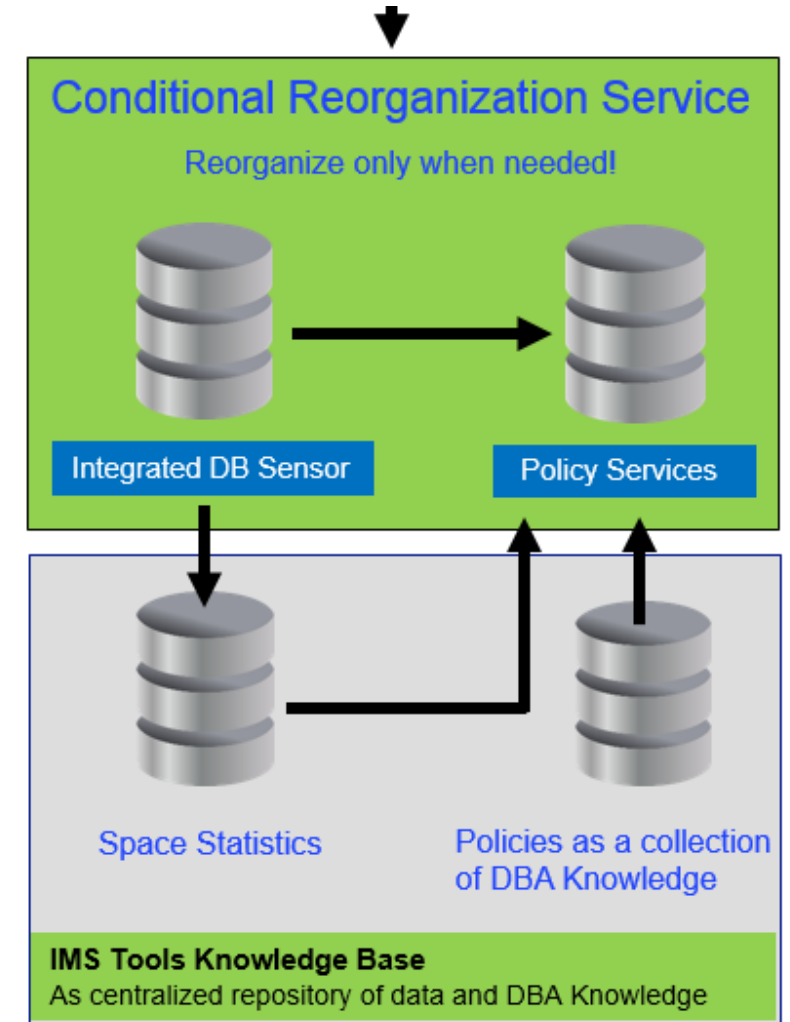 Conditional Reorganization Service
Reorganize only when needed!
Integrated DB Sensor
Policy Services
Space Statistics
Policies as a collection
of DBA Knowledge
IMS Tools Knowledge Base
As centralized repository of data and DBA Knowledge